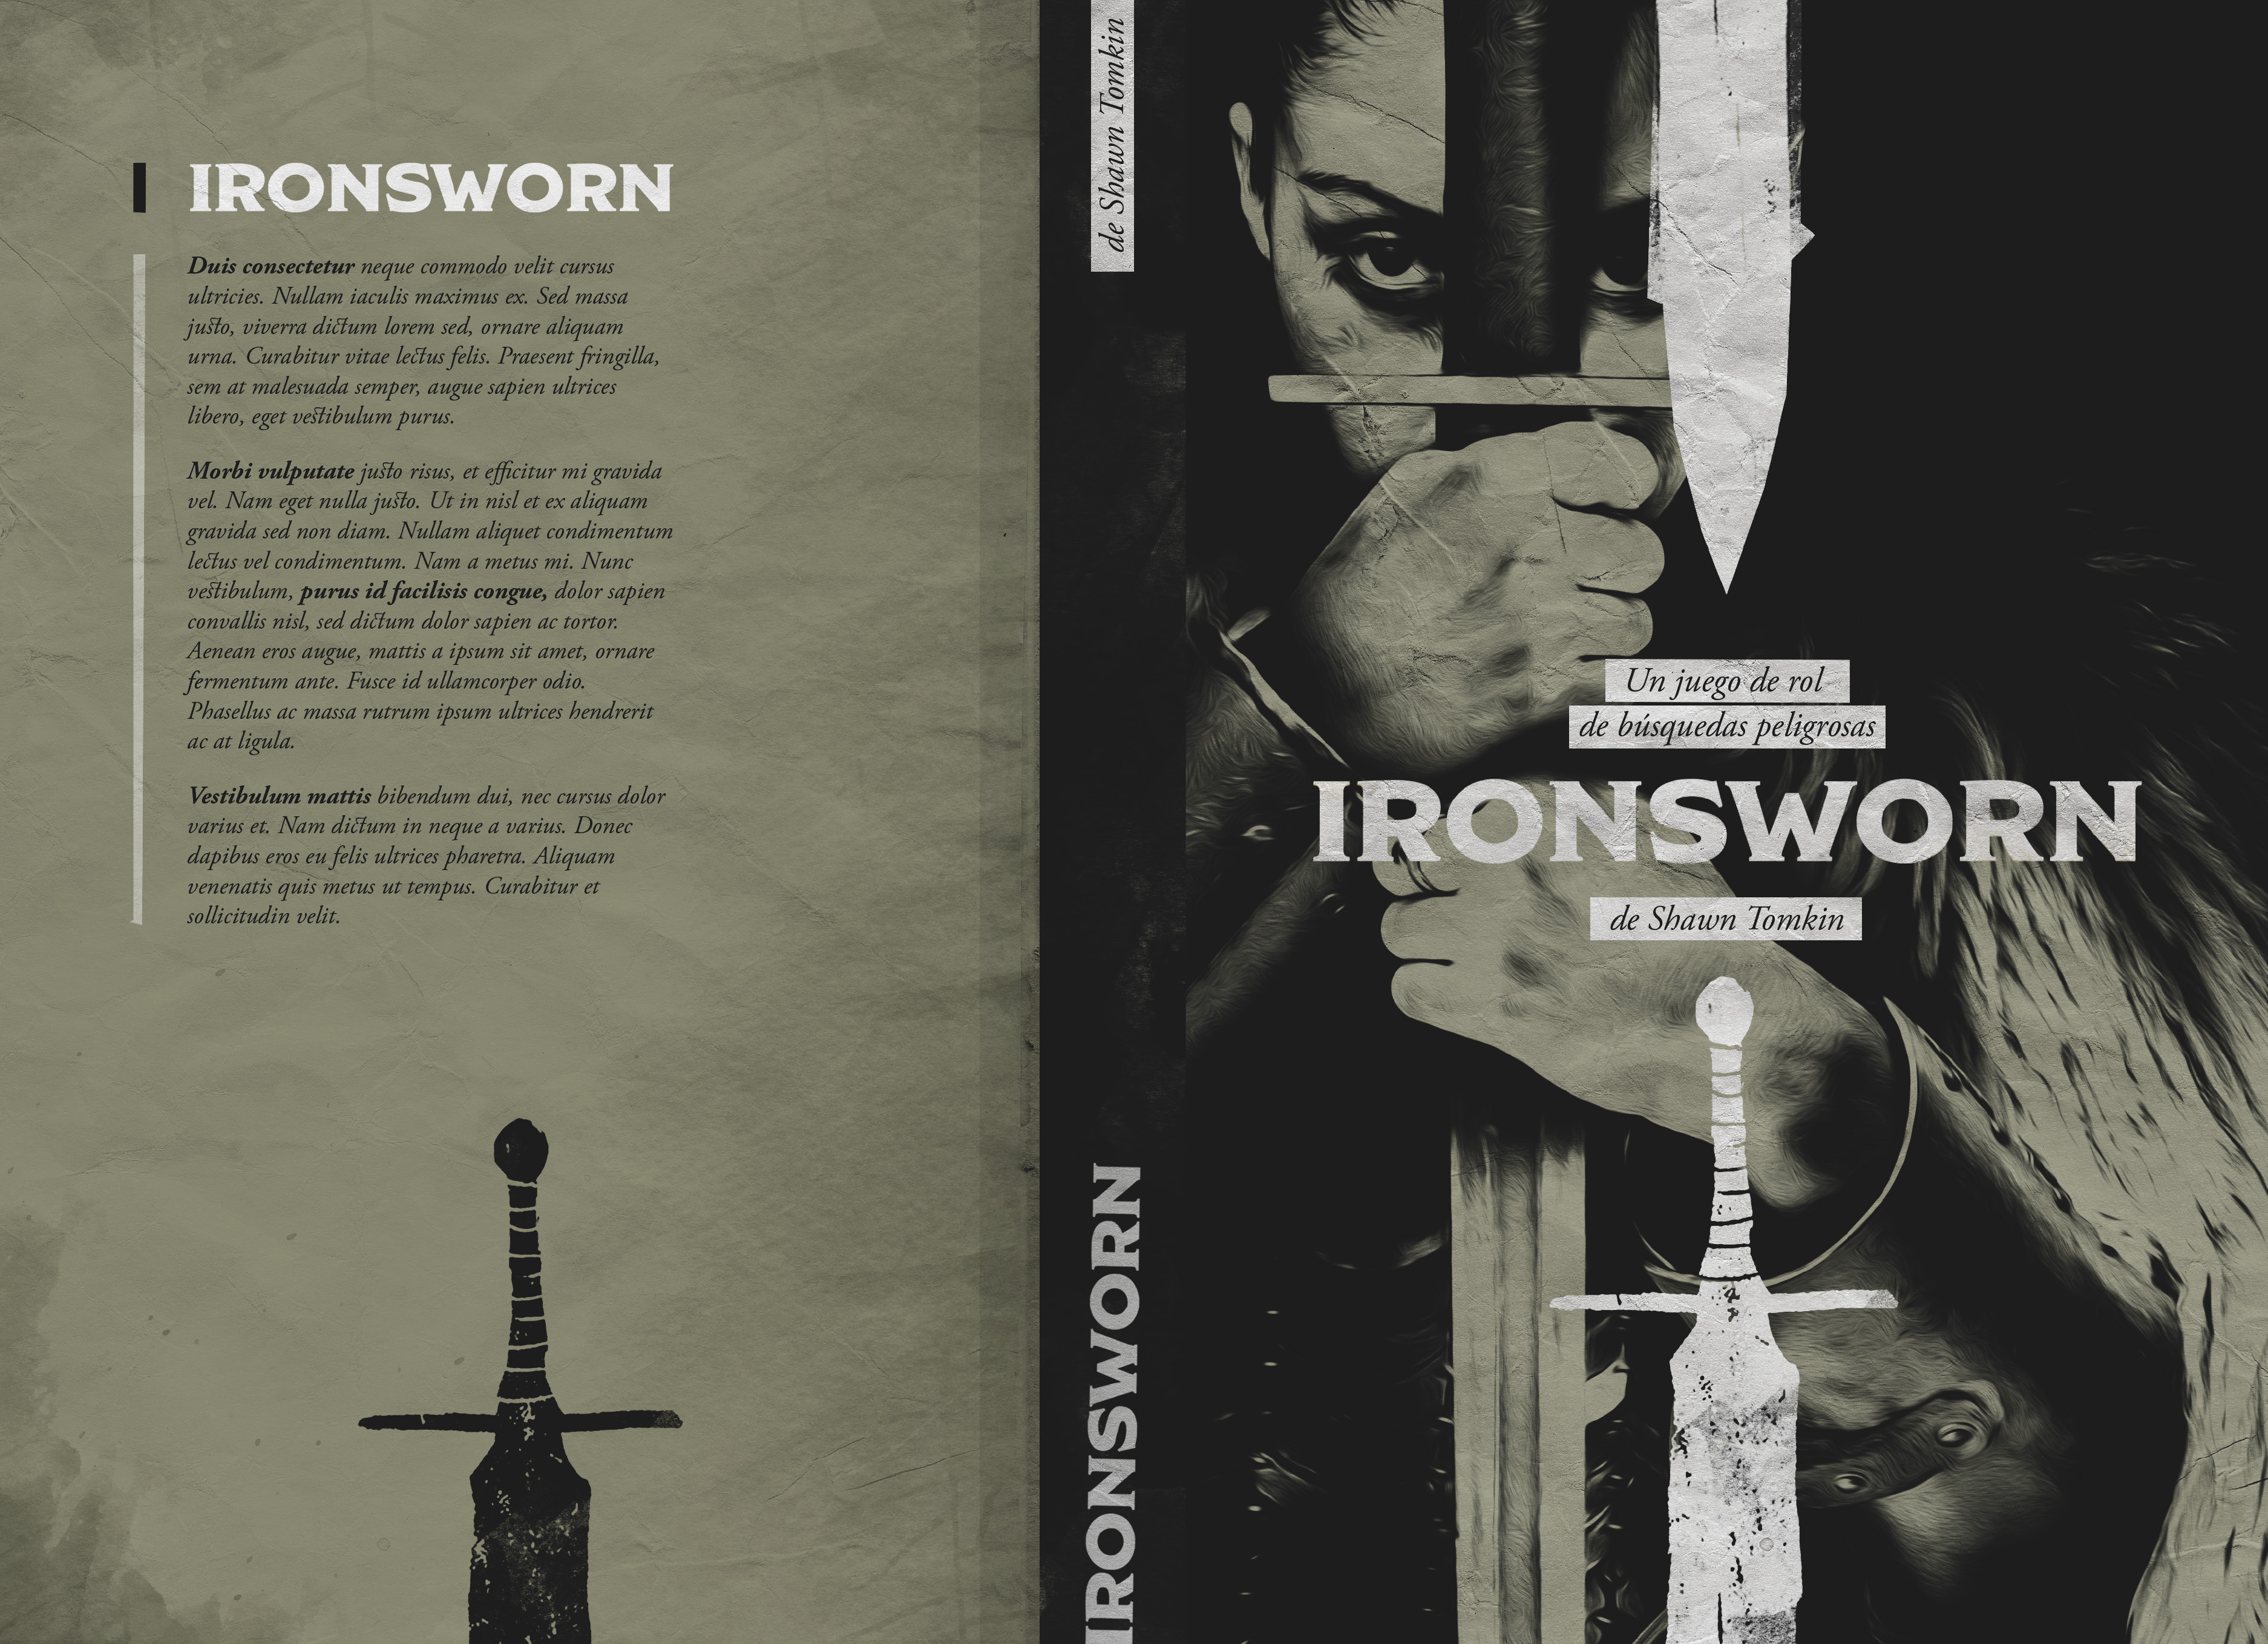 IRONSWORN
Duis consectetur neque commodo velit cursus
ultricies. Nullam iaculis maximus ex. Sed massa
justo, viverra dictum lorem sed, ornare aliquam
urna. Curabitur vitae lectus felis. Praesent fringilla,
sem at malesuada semper, augue sapien ultrices
libero, eget vestibulum purus.
Morbi vulputate justo risus, et efficitur mi gravida
vel. Nam eget nulla justo. Ut in nisl et ex aliquam
gravida sed non diam. Nullam aliquet condimentum
lectus vel condimentum. Nam a metus mi. Nunc
vestibulum, purus id facilisis congue, dolor sapien
convallis nisl, sed dictum dolor sapien ac tortor.
Aenean eros augue, mattis a ipsum sit amet, ornare
fermentum ante. Fusce id ullamcorper odio.
Phasellus ac massa rutrum ipsum ultrices hendrerit
ac at ligula.
Vestibulum mattis bibendum dui, nec cursus dolor
varius et. Nam dictum in neque a varius. Donec
dapibus eros eu felis ultrices pharetra. Aliquam
venenatis quis metus ut tempus. Curabitur et
sollicitudin velit.
de Shawn Tomkin
IRONSWORN
Un juego de rol
de búsquedas peligrosas
IRONSWORN
de Shawn Tomkin